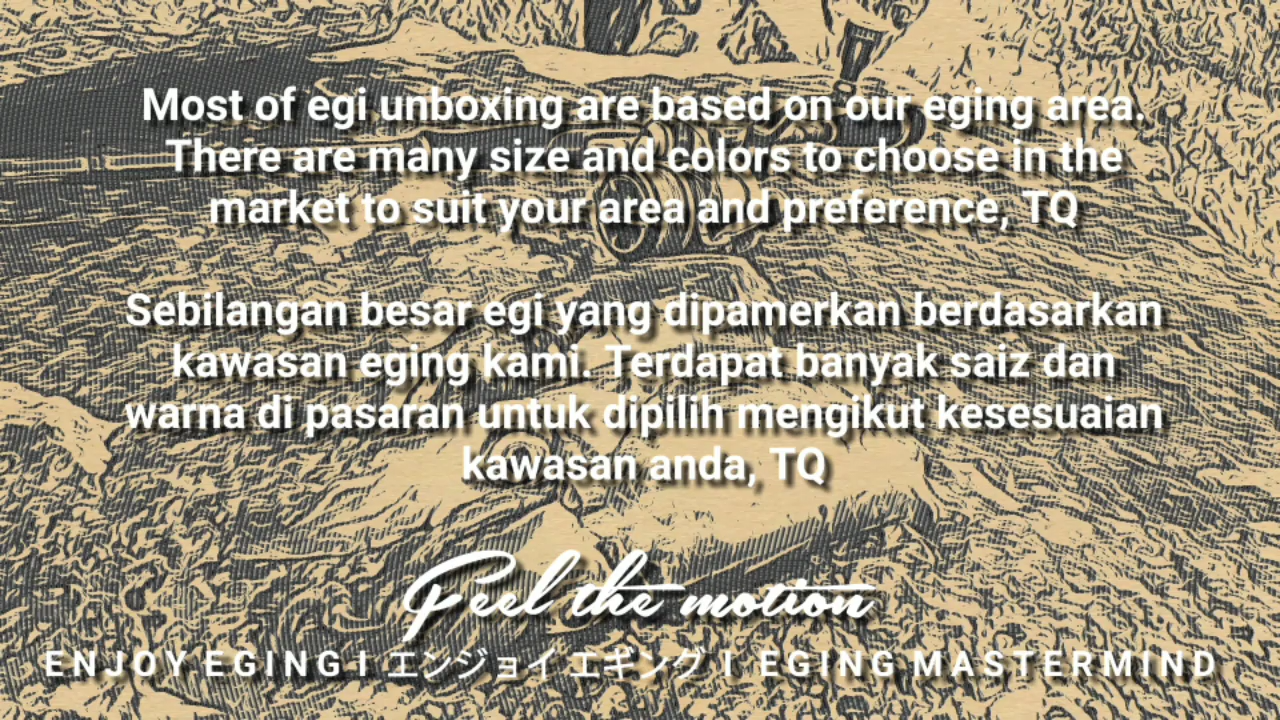 Most of egi unboxing are based on our eging area.
There are many size and colors to choose in the
market to suit your area and preference, TQ
Sebilangan besar egi yang dipamerkan berdasarkan
kawasan eging kami. Terdapat banyak saiz dan
warna di pasaran untuk dipilih mengikut kesesuaian
kawasan anda, TQ
Feel the motion
ENJOY EGING I エンジョイ エギング I EGING MASTERMIND